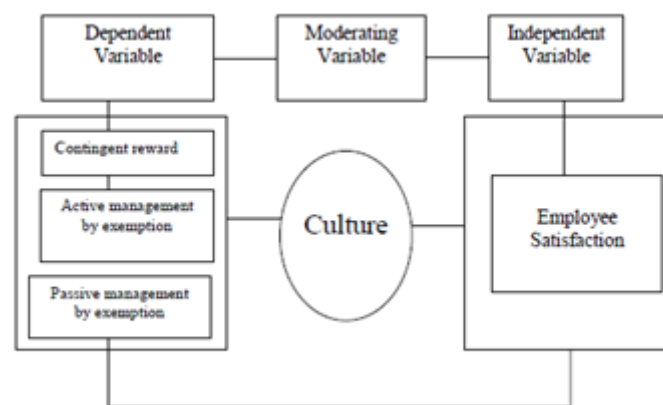 Dependent
Variable
Moderating
Variable
Independent
Variable
Contingent reward
Active management
by exemption
Passive management
by exemption
Culture
Employee
Satisfaction